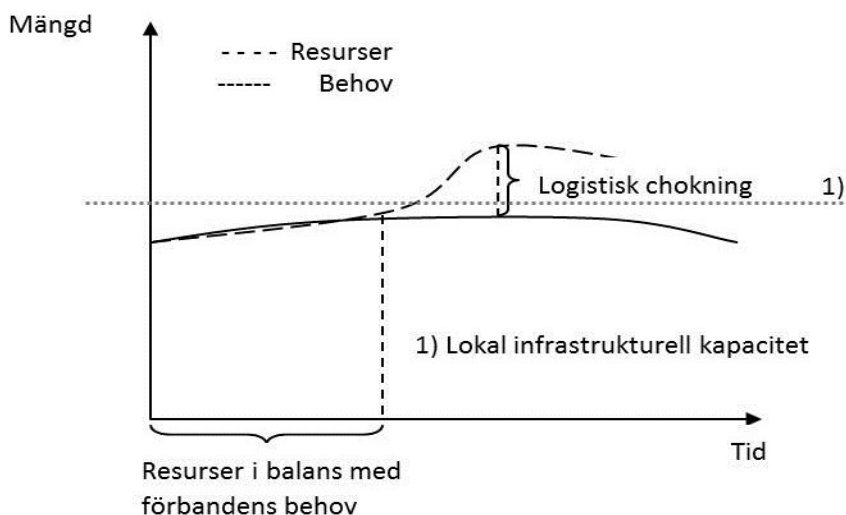 Mängd
---- Resurser
------ Behov
Logistisk chokning 1)
1) Lokal infrastrukturell kapacitet
Tid
Resurser i balans med
förbandens behov